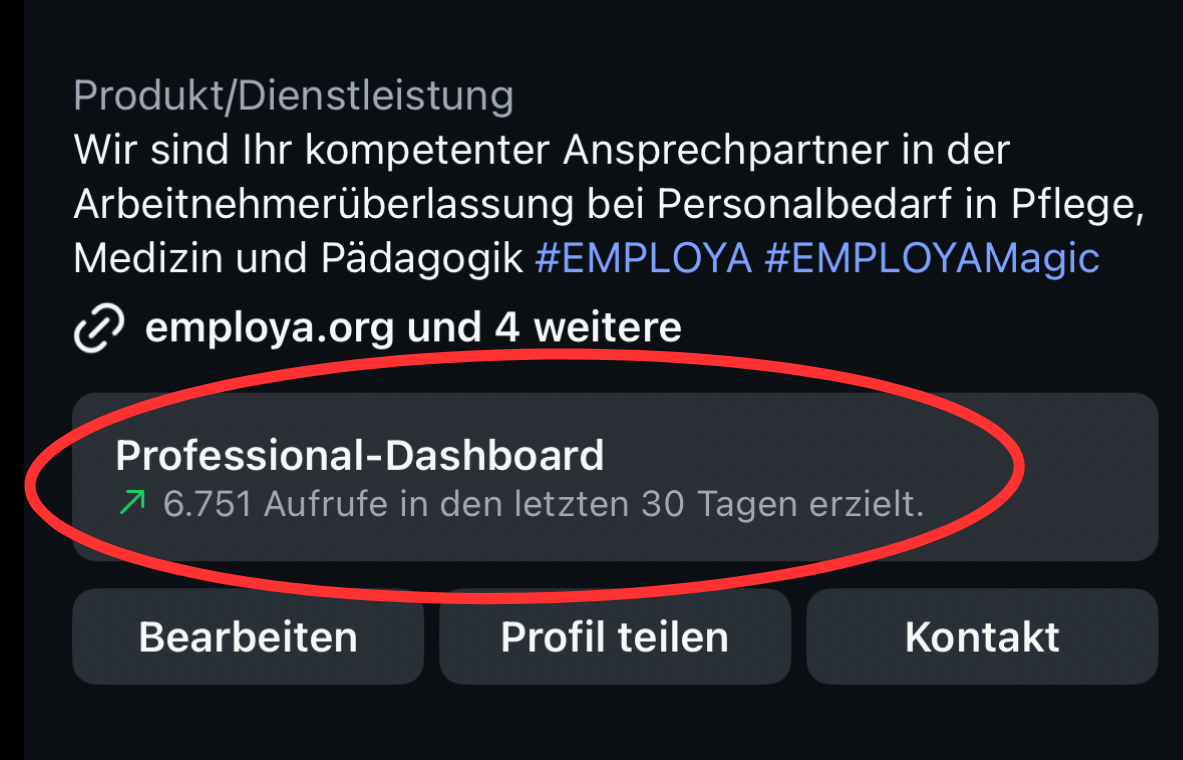 Produkt/Dienstleistung
Wir sind Ihr kompetenter Ansprechpartner in der
Arbeitnehmerüberlassung bei Personalbedarf in Pflege,
Medizin und Pädagogik #EMPLOYA #EMPLOYAMagic
employa.org und 4 weitere
Professional-Dashboard
6.751 Aufrufe in den letzten 30 Tagen erzielt.
Bearbeiten Profil teilen Kontakt